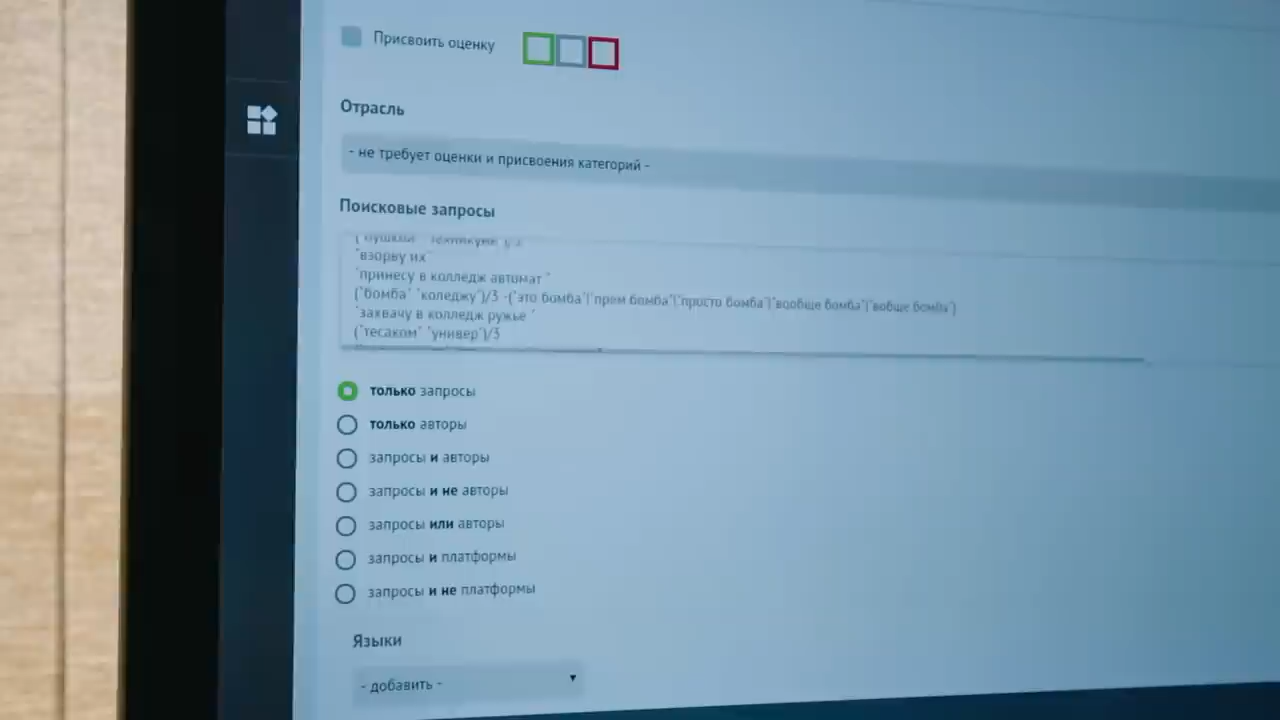 Присвоить оценку
Отрасль
- не требует оценки и присвоения категорий -
Поисковые запросы
"взорву их"
"принесу в колледж автомат "
("бомба" "коледжу")/3 -("это бомба"|"прям бомба"|"просто бомба"|"вообще бомба"|"вобще бомба")
"захвачу в колледж ружье "
("тесаком" "универ")/3
только запросы
только авторы
запросы и авторы
запросы и не авторы
запросы или авторы
запросы и платформы
запросы и не платформы
Языки
- добавить -